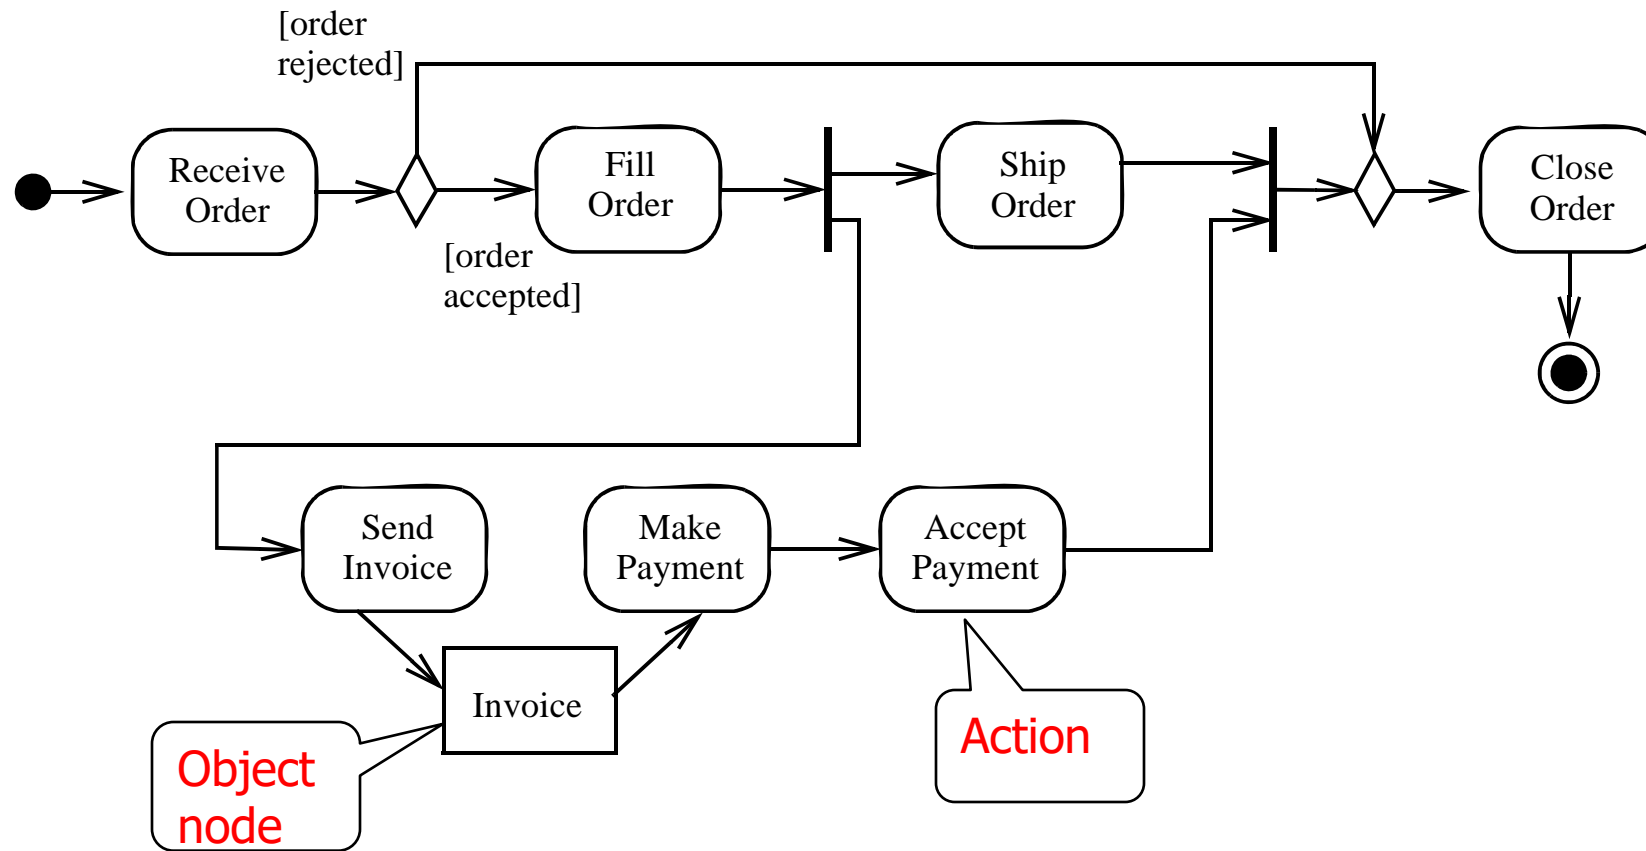 [order
rejected]
Receive
Order
Fill
Order
Ship
Order
Close
Order
[order
accepted]
Send
Invoice
Make
Payment
Accept
Payment
Invoice
Object
node
Action